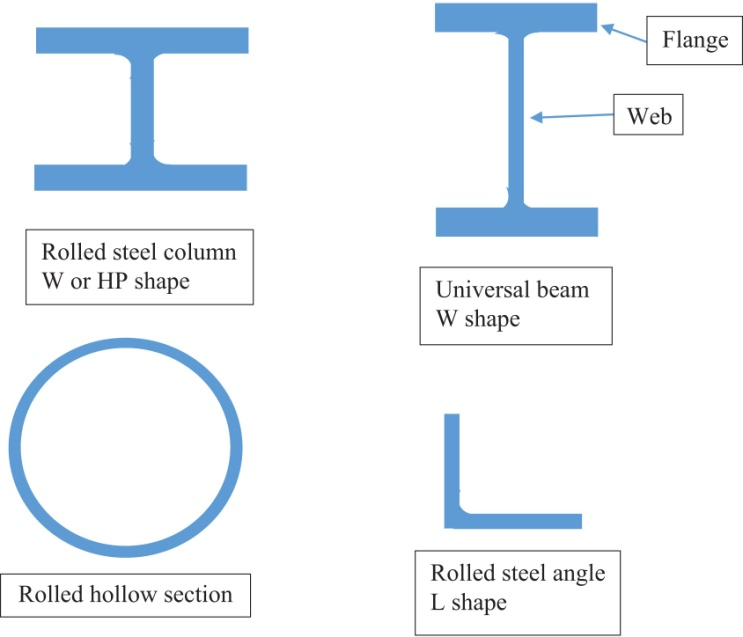 Flange
Web
Rolled steel column
W or HP shape
Universal beam
W shape
Rolled hollow section
Rolled steel angle
L shape